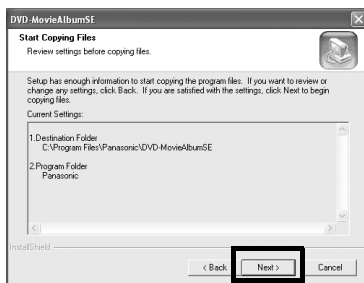 DVD-MovieAlbumSE
Start Copying Files
Review settings before copying files.
Setup has enough information to start copying the program files. If you want to review or
change any settings, click Back. If you are satisfied with the settings, click Next to begin
copying files.
Current Settings:
1.Destination Folder
C:\Program Files\Panasonic\DVD-MovieAlbumSE
2.Program Folder
Panasonic
InstallShield
< Back
Next >
Cancel